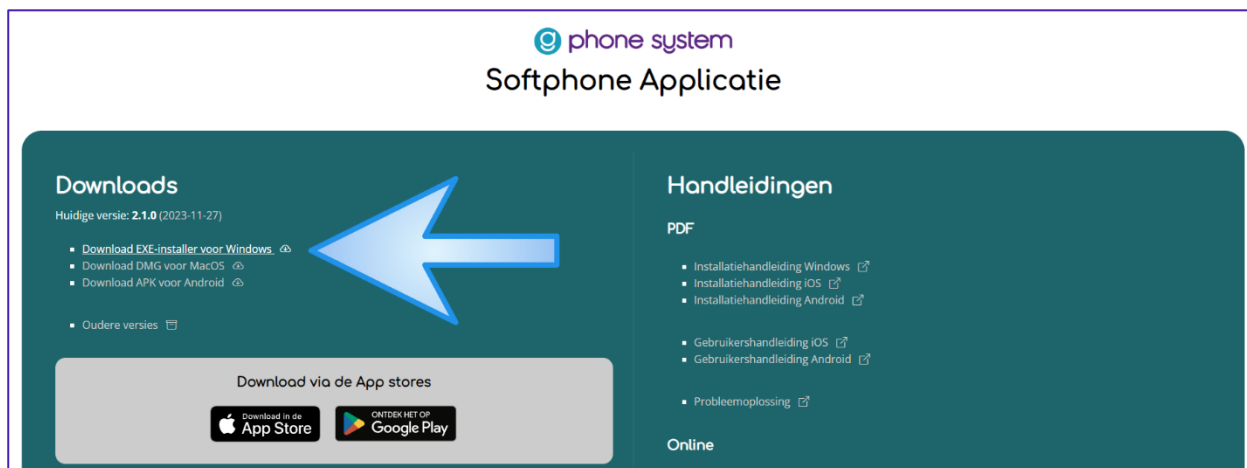 g phone system
Softphone Applicatie
Downloads
Huidige versie: 2.1.0 (2023-11-27)
Download EXE-installer voor Windows
Download DMG voor MacOS
Download APK voor Android
Oudere versies
Download via de App stores
Download in de
App Store
ONTDEK HET OP
Google Play
Handleidingen
PDF
Installatiehandleiding Windows
Installatiehandleiding iOS
Installatiehandleiding Android
Gebruikershandleiding iOS
Gebruikershandleiding Android
Probleemoplossing
Online